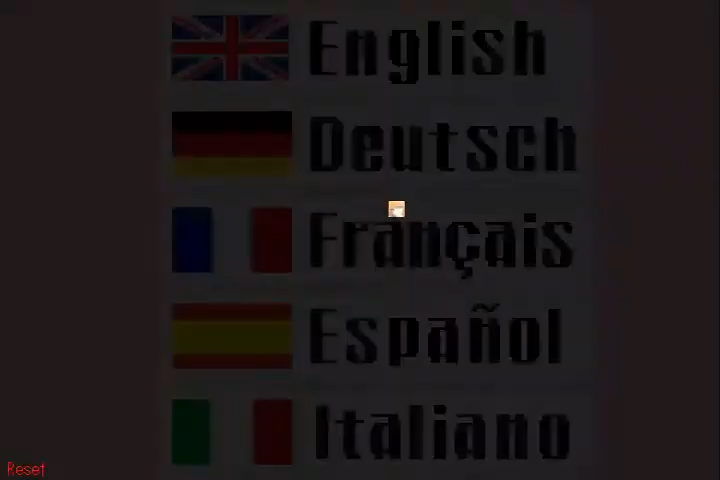 English
Deutsch
Français
Español
Italiano
Reset